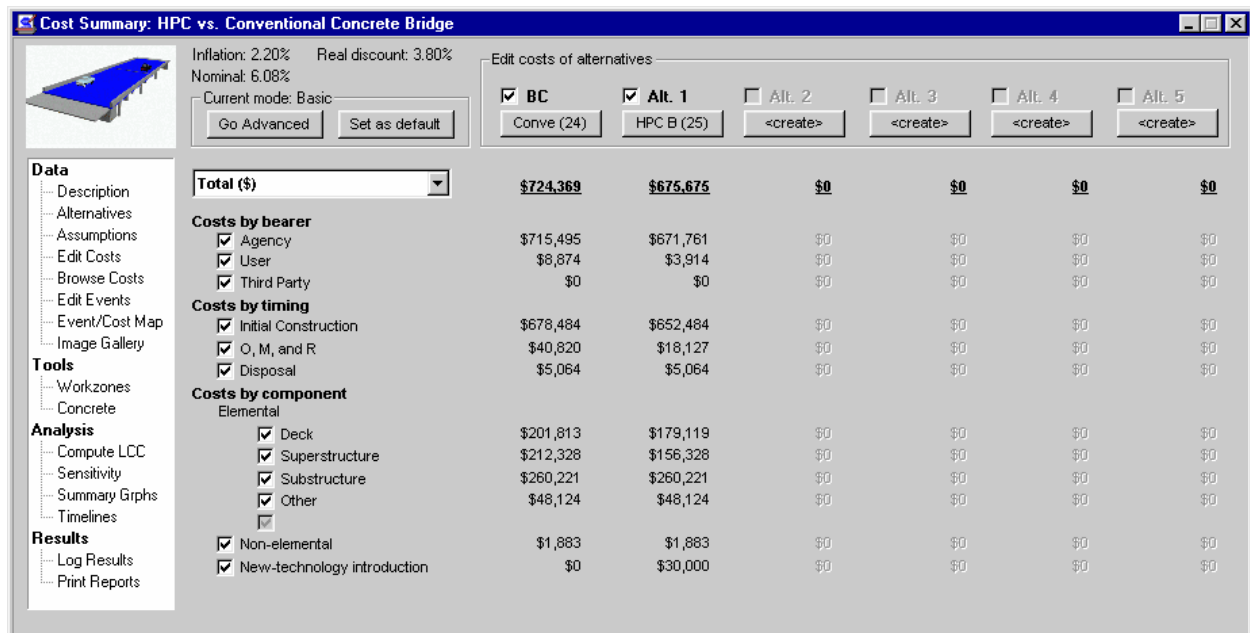 Cost Summary: HPC vs. Conventional Concrete Bridge
Inflation: 2.20% Real discount: 3.80%
Nominal: 6.08%
Current mode: Basic
Go Advanced Set as default
Edit costs of alternatives
BC Alt. 1 Alt. 2 Alt. 3 Alt. 4 Alt. 5
Conve (24) HPC B (25) <create> <create> <create> <create>
Data
Description
Alternatives
Assumptions
Edit Costs
Browse Costs
Edit Events
Event/Cost Map
Image Gallery
Tools
Workzones
Concrete
Analysis
Compute LCC
Sensitivity
Summary Grphs
Timelines
Results
Log Results
Print Reports
Total ($) $724,369 $675,675 $0 $0 $0 $0
Costs by bearer
Agency $715,495 $671,761 $0 $0 $0 $0
User $8,874 $3,914 $0 $0 $0 $0
Third Party $0 $0 $0 $0 $0 $0
Costs by timing
Initial Construction $678,484 $652,484 $0 $0 $0 $0
O, M, and R $40,820 $18,127 $0 $0 $0 $0
Disposal $5,064 $5,064 $0 $0 $0 $0
Costs by component
Elemental
Deck $201,813 $179,119 $0 $0 $0 $0
Superstructure $212,328 $156,328 $0 $0 $0 $0
Substructure $260,221 $260,221 $0 $0 $0 $0
Other $48,124 $48,124 $0 $0 $0 $0
Non-elemental $1,883 $1,883 $0 $0 $0 $0
New-technology introduction $0 $30,000 $0 $0 $0 $0